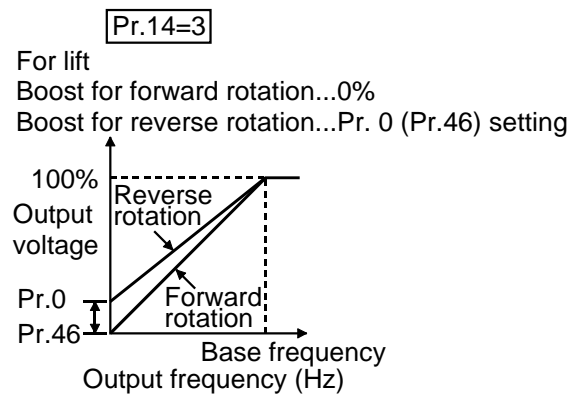 Pr.14=3
For lift
Boost for forward rotation...0%
Boost for reverse rotation...Pr. 0 (Pr.46) setting
100%
Output
voltage
Reverse
rotation
Pr.0
Pr.46
Forward
rotation
Base frequency
Output frequency (Hz)